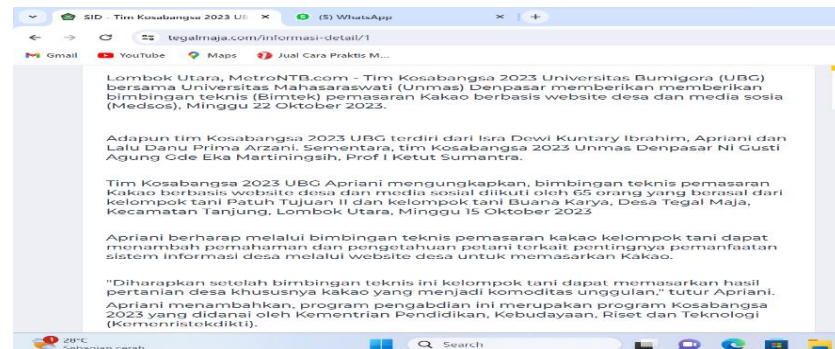 SID - Tim Kosabangsa 2023 UB
(5) WhatsApp
tegalmaja.com/informasi-detail/1
Gmail YouTube Maps Jual Cara Praktis M...
Lombok Utara, MetroNTB.com - Tim Kosabangsa 2023 Universitas Bumigora (UBG)
bersama Universitas Mahasaraswati (Unmas) Denpasar memberikan memberikan
bimbingan teknis (Bimtek) pemasaran Kakao berbasis website desa dan media sosia
(Medsos), Minggu 22 Oktober 2023.
Adapun tim Kosabangsa 2023 UBG terdiri dari Isra Dewi Kuntary Ibrahim, Apriani dan
Lalu Danu Prima Arzani. Sementara, tim Kosabangsa 2023 Unmas Denpasar Ni Gusti
Agung Gde Eka Martiningsih, Prof I Ketut Sumantra.
Tim Kosabangsa 2023 UBG Apriani mengungkapkan, bimbingan teknis pemasaran
Kakao berbasis website desa dan media sosial diikuti oleh 65 orang yang berasal dari
kelompok tani Patuh Tujuan II dan kelompok tani Buana Karya, Desa Tegal Maja,
Kecamatan Tanjung, Lombok Utara, Minggu 15 Oktober 2023
Apriani berharap melalui bimbingan teknis pemasaran kakao kelompok tani dapat
menambah pemahaman dan pengetahuan petani terkait pentingnya pemanfaatan
sistem informasi desa melalui website desa untuk memasarkan Kakao.
"Diharapkan setelah bimbingan teknis ini kelompok tani dapat memasarkan hasil
pertanian desa khususnya kakao yang menjadi komoditas unggulan," tutur Apriani.
Apriani menambahkan, program pengabdian ini merupakan program Kosabangsa
2023 yang didanai oleh Kementrian Pendidikan, Kebudayaan, Riset dan Teknologi
(Kemenristekdikti).
28°C
Sebagian cerah
Search